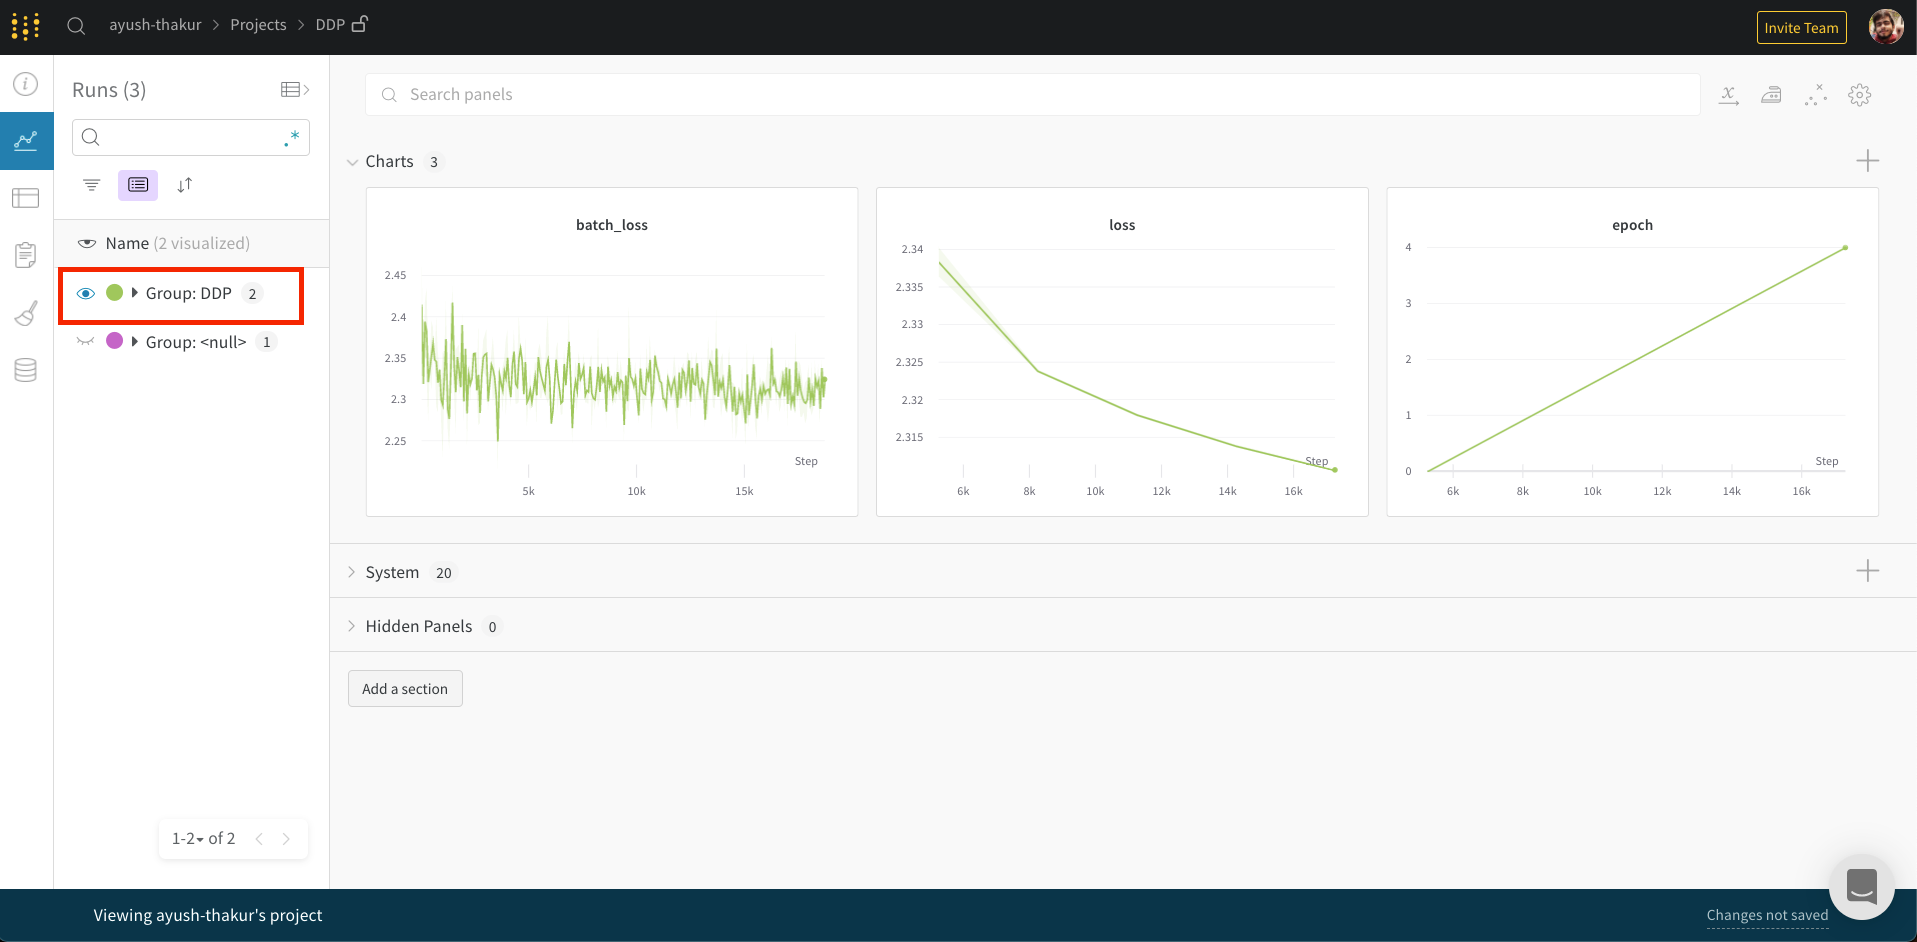 ayush-thakur > Projects > DDP
Invite Team
Runs (3)
.*
Name (2 visualized)
Group: DDP 2
Group: <null> 1
1-2 of 2
Search panels
Charts 3
batch_loss
2.45
2.4
2.35
2.3
2.25
Step
5k 10k 15k
loss
2.34
2.335
2.33
2.325
2.32
2.315
Step
6k 8k 10k 12k 14k 16k
epoch
4
3
2
1
0
Step
6k 8k 10k 12k 14k 16k
System 20
Hidden Panels 0
Add a section
Viewing ayush-thakur's project
Changes not saved